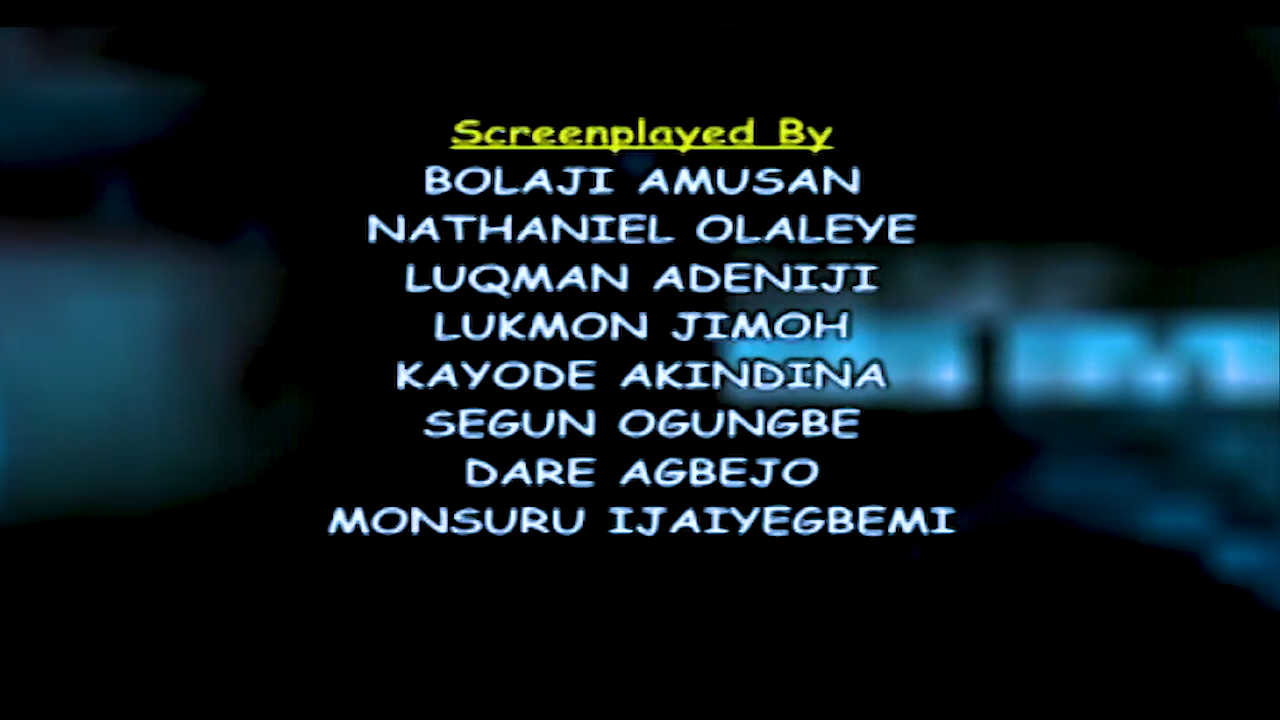 Screenplayed By
BOLAJI AMUSAN
NATHANIEL OLALEYE
LUQMAN ADENIJI
LUKMON JIMOH
KAYODE AKINDINA
SEGUN OGUNGBE
DARE AGBEJO
MONSURU IJAIYEGBEMI